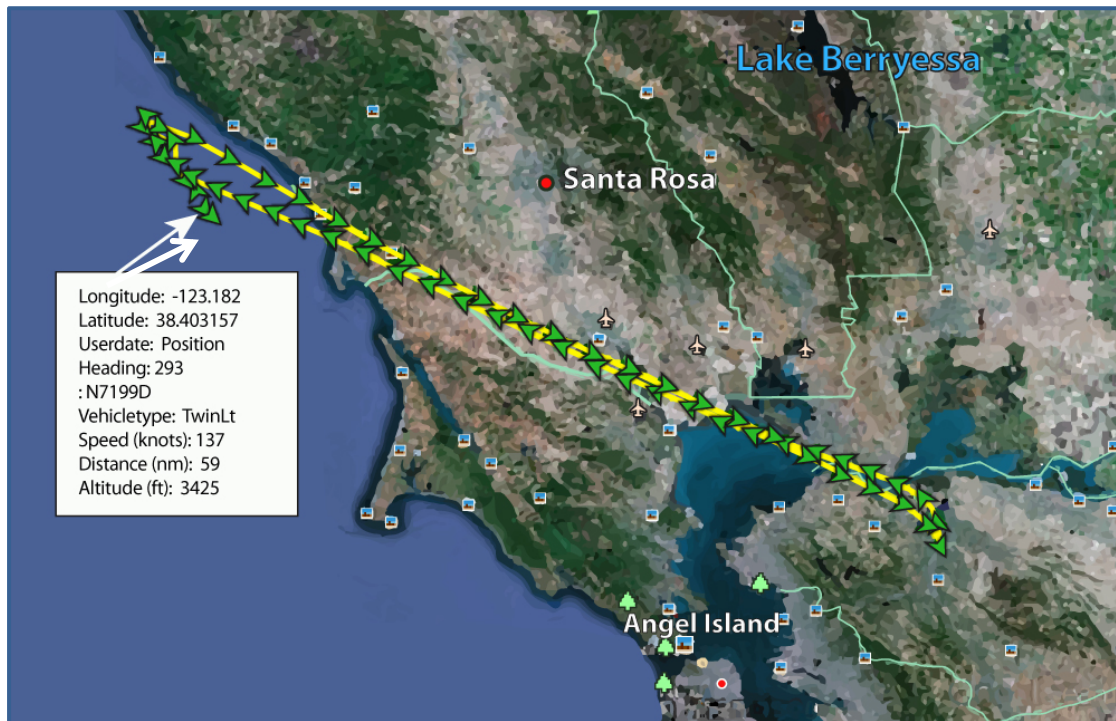 Lake Berryessa
Santa Rosa
Longitude: -123.182
Latitude: 38.403157
Userdate: Position
Heading: 293
: N7199D
Vehicletype: TwinLt
Speed (knots): 137
Distance (nm): 59
Altitude (ft): 3425
Angel Island